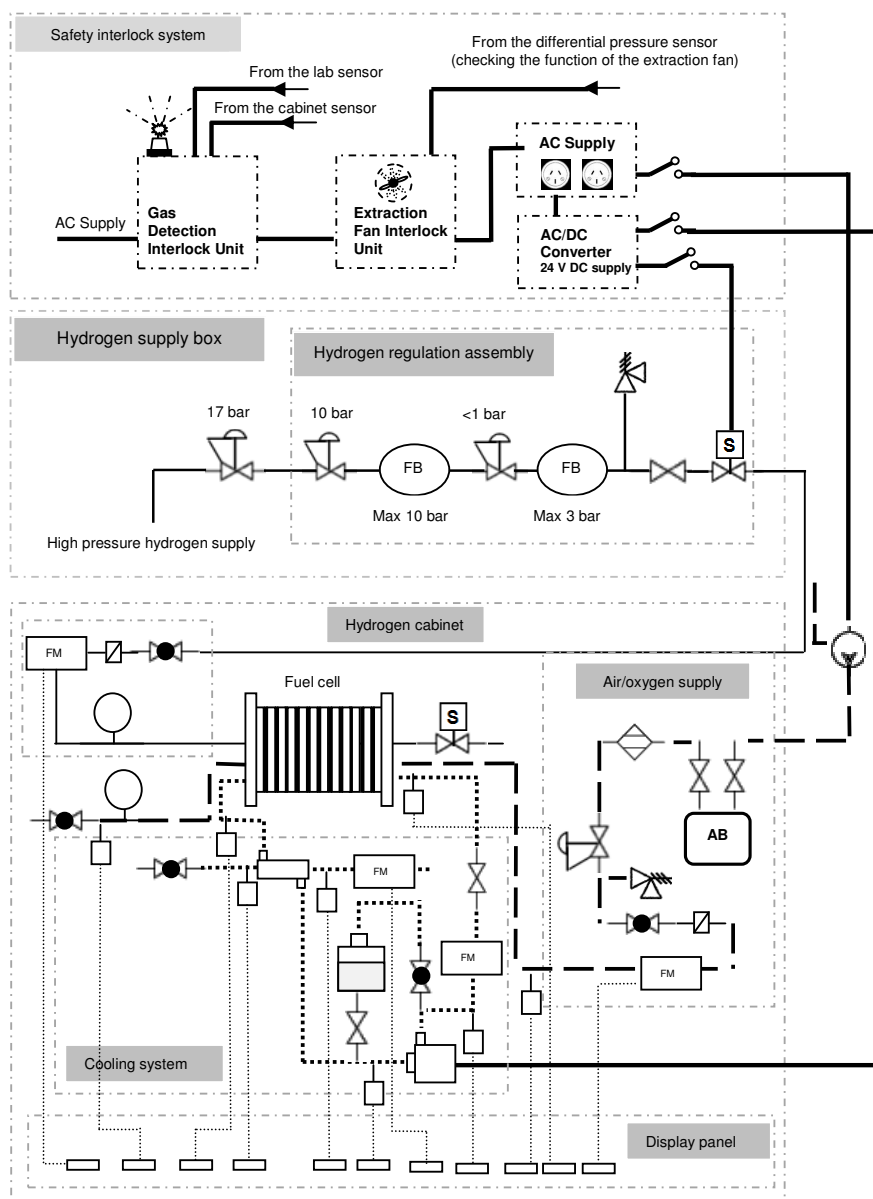 Safety interlock system
From the differential pressure sensor
(checking the function of the extraction fan)
From the lab sensor
From the cabinet sensor
AC Supply
AC Supply
Gas
Detection
Interlock Unit
Extraction
Fan Interlock
Unit
AC/DC
Converter
24 V DC supply
Hydrogen supply box
Hydrogen regulation assembly
17 bar
10 bar
<1 bar
S
FB
FB
Max 10 bar
Max 3 bar
High pressure hydrogen supply
Hydrogen cabinet
FM
Fuel cell
Air/oxygen supply
S
AB
FM
FM
FM
Cooling system
Display panel